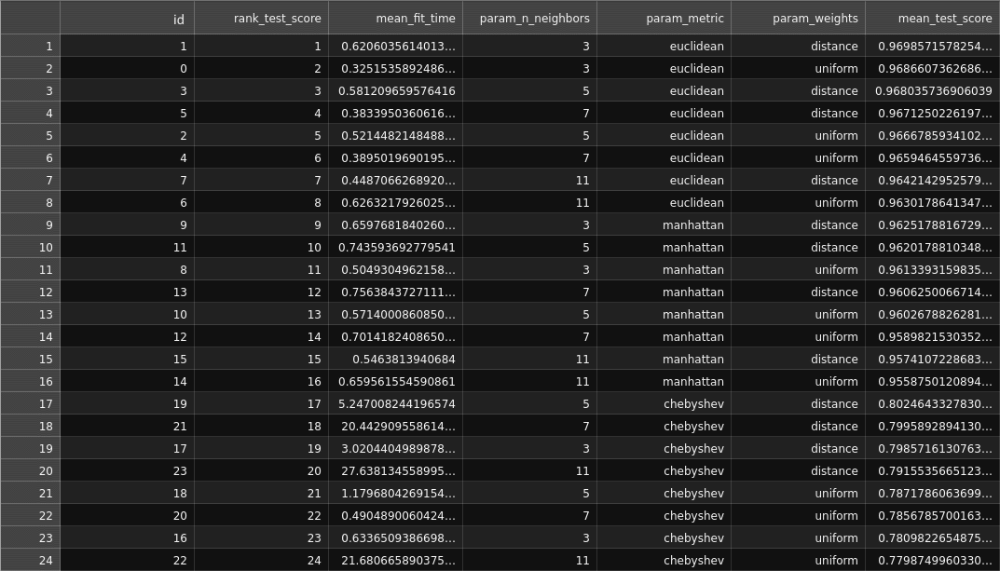 id rank_test_score mean_fit_time param_n_neighbors param_metric param_weights mean_test_score
1 1 1 0.6206035614013... 3 euclidean distance 0.9698571578254...
2 0 2 0.3251535892486... 3 euclidean uniform 0.9686607362686...
3 3 3 0.581209659576416 5 euclidean distance 0.968035736906039
4 5 4 0.3833950360616... 7 euclidean distance 0.9671250226197...
5 2 5 0.5214482148488... 5 euclidean uniform 0.9666785934102...
6 4 6 0.3895019690195... 7 euclidean uniform 0.9659464559736...
7 7 7 0.4487066268920... 11 euclidean distance 0.9642142952579...
8 6 8 0.6263217926025... 11 euclidean uniform 0.9630178641347...
9 9 9 0.6597681840260... 3 manhattan distance 0.9625178816729...
10 11 10 0.743593692779541 5 manhattan distance 0.9620178810348...
11 8 11 0.5049304962158... 3 manhattan uniform 0.9613393159835...
12 13 12 0.7563843727111... 7 manhattan distance 0.9606250066714...
13 10 13 0.5714000860850... 5 manhattan uniform 0.9602678826281...
14 12 14 0.7014182408650... 7 manhattan uniform 0.9589821530352...
15 15 15 0.5463813940684 11 manhattan distance 0.9574107228683...
16 14 16 0.659561554590861 11 manhattan uniform 0.9558750120894...
17 19 17 5.247008244196574 5 chebyshev distance 0.8024643327830...
18 21 18 20.442909558614... 7 chebyshev distance 0.7995892894130...
19 17 19 3.0204404989878... 3 chebyshev distance 0.7985716130763...
20 23 20 27.638134558995... 11 chebyshev distance 0.7915535665123...
21 18 21 1.1796804269154... 5 chebyshev uniform 0.7871786063699...
22 20 22 0.4904890060424... 7 chebyshev uniform 0.7856785700163...
23 16 23 0.6336509386698... 3 chebyshev uniform 0.7809822654875...
24 22 24 21.680665890375... 11 chebyshev uniform 0.7798749960330...